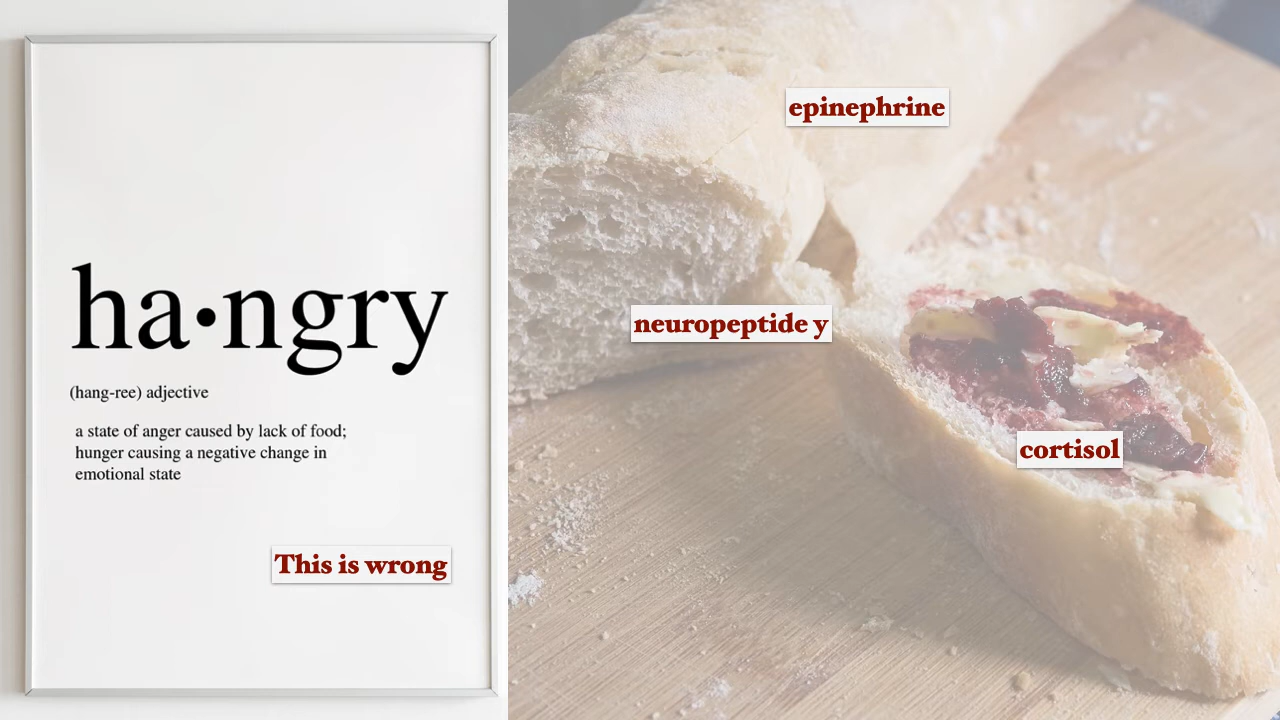 ha•ngry
(hang-ree) adjective
a state of anger caused by lack of food;
hunger causing a negative change in
emotional state
This is wrong
epinephrine
neuropeptide y
cortisol